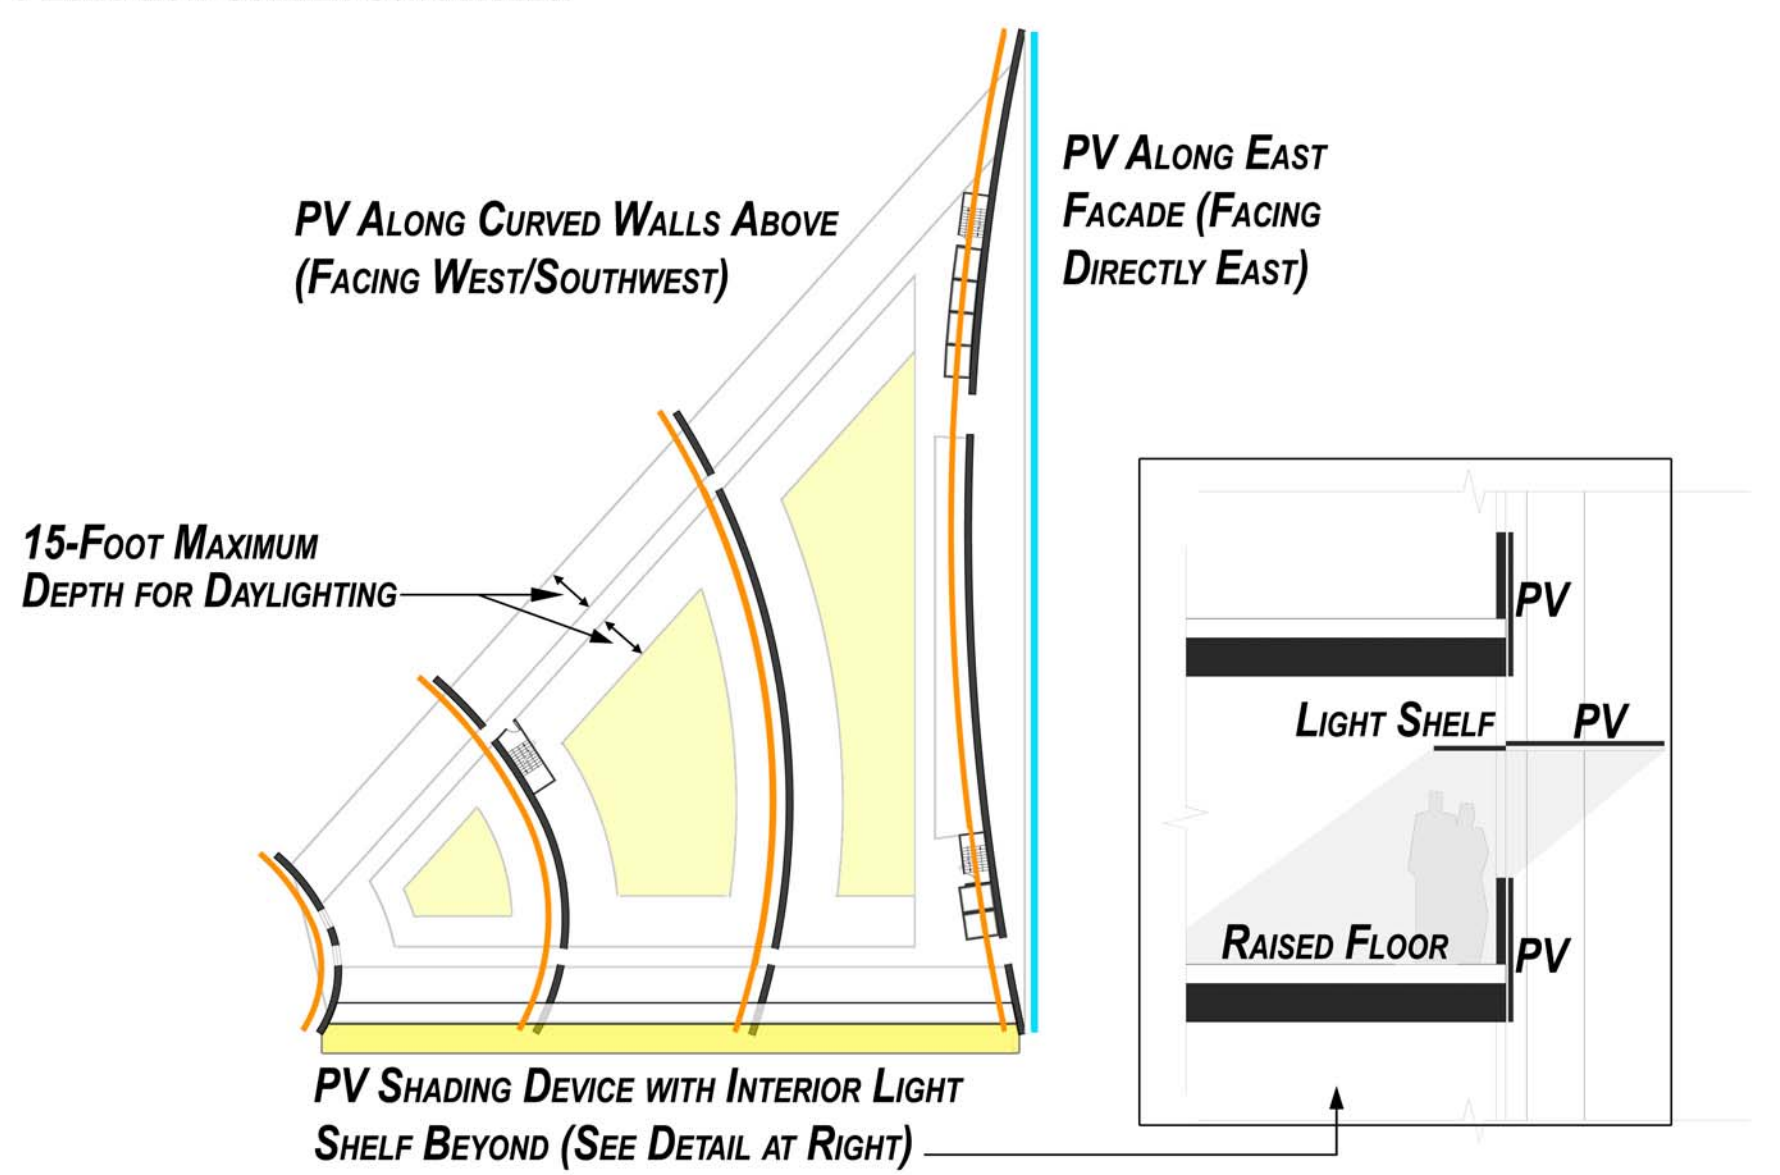 PV Along Curved Walls Above
(Facing West/Southwest)
PV Along East
Facade (Facing
Directly East)
15-Foot Maximum
Depth for Daylighting
PV
Light Shelf
PV
Raised Floor
PV
PV Shading Device with Interior Light
Shelf Beyond (See Detail at Right)